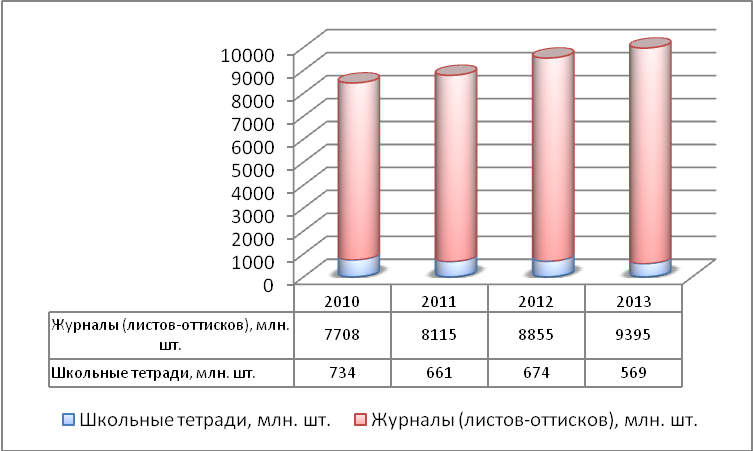 10000
9000
8000
7000
6000
5000
4000
3000
2000
1000
0
2010 2011 2012 2013
Журналы (листов-оттисков), млн.
шт. 7708 8115 8855 9395
Школьные тетради, млн. шт. 734 661 674 569
Школьные тетради, млн. шт. Журналы (листов-оттисков), млн. шт.